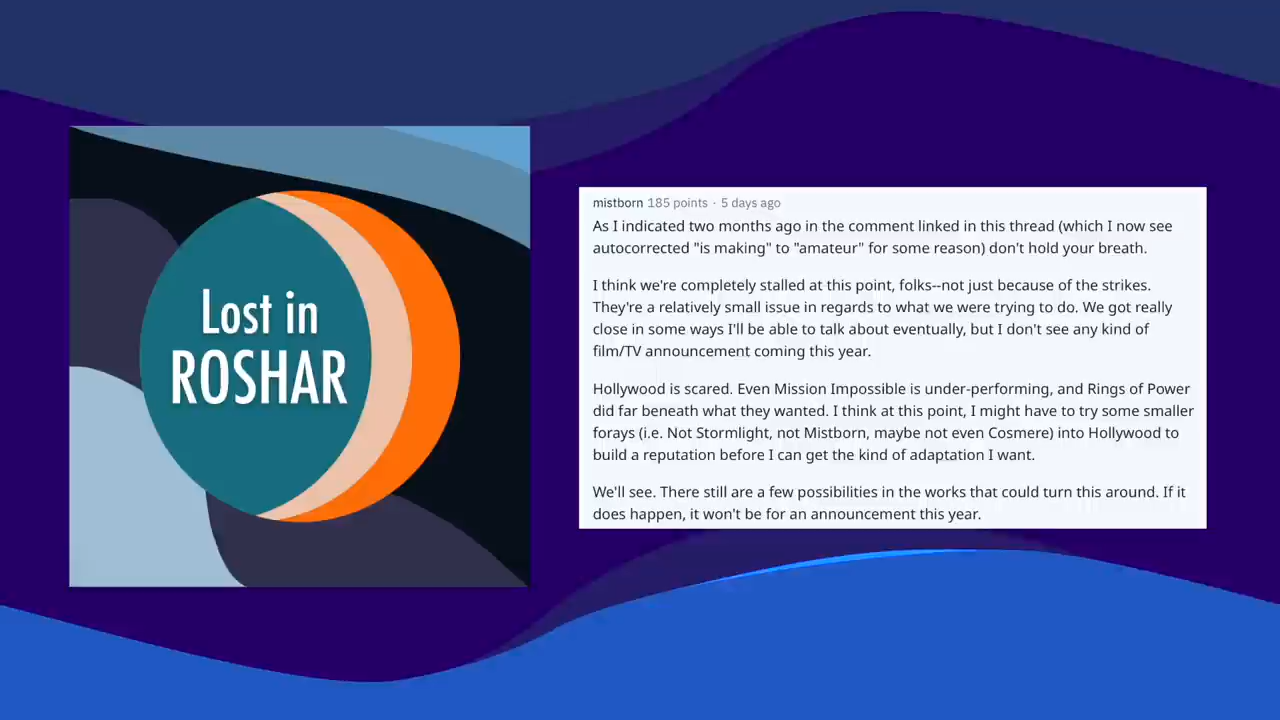 Lost in
ROSHAR
mistborn 185 points · 5 days ago
As I indicated two months ago in the comment linked in this thread (which I now see
autocorrected "is making" to "amateur" for some reason) don't hold your breath.
I think we're completely stalled at this point, folks--not just because of the strikes.
They're a relatively small issue in regards to what we were trying to do. We got really
close in some ways I'll be able to talk about eventually, but I don't see any kind of
film/TV announcement coming this year.
Hollywood is scared. Even Mission Impossible is under-performing, and Rings of Power
did far beneath what they wanted. I think at this point, I might have to try some smaller
forays (i.e. Not Stormlight, not Mistborn, maybe not even Cosmere) into Hollywood to
build a reputation before I can get the kind of adaptation I want.
We'll see. There still are a few possibilities in the works that could turn this around. If it
does happen, it won't be for an announcement this year.